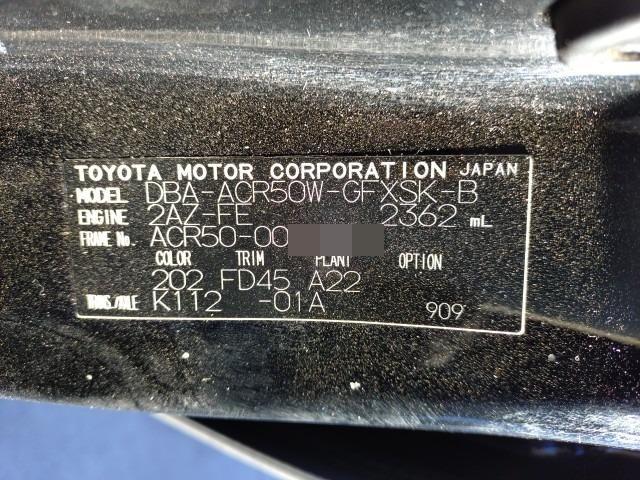 TOYOTA MOTOR CORPORATION JAPAN
MODEL DBA-ACR50W-GFXSK-B
ENGINE 2AZ-FE 2362 mL
FRAME No. ACR50-00
COLOR TRIM PLANT OPTION
202 FD45 A22
TRANS./AXLE K112 -01A 909